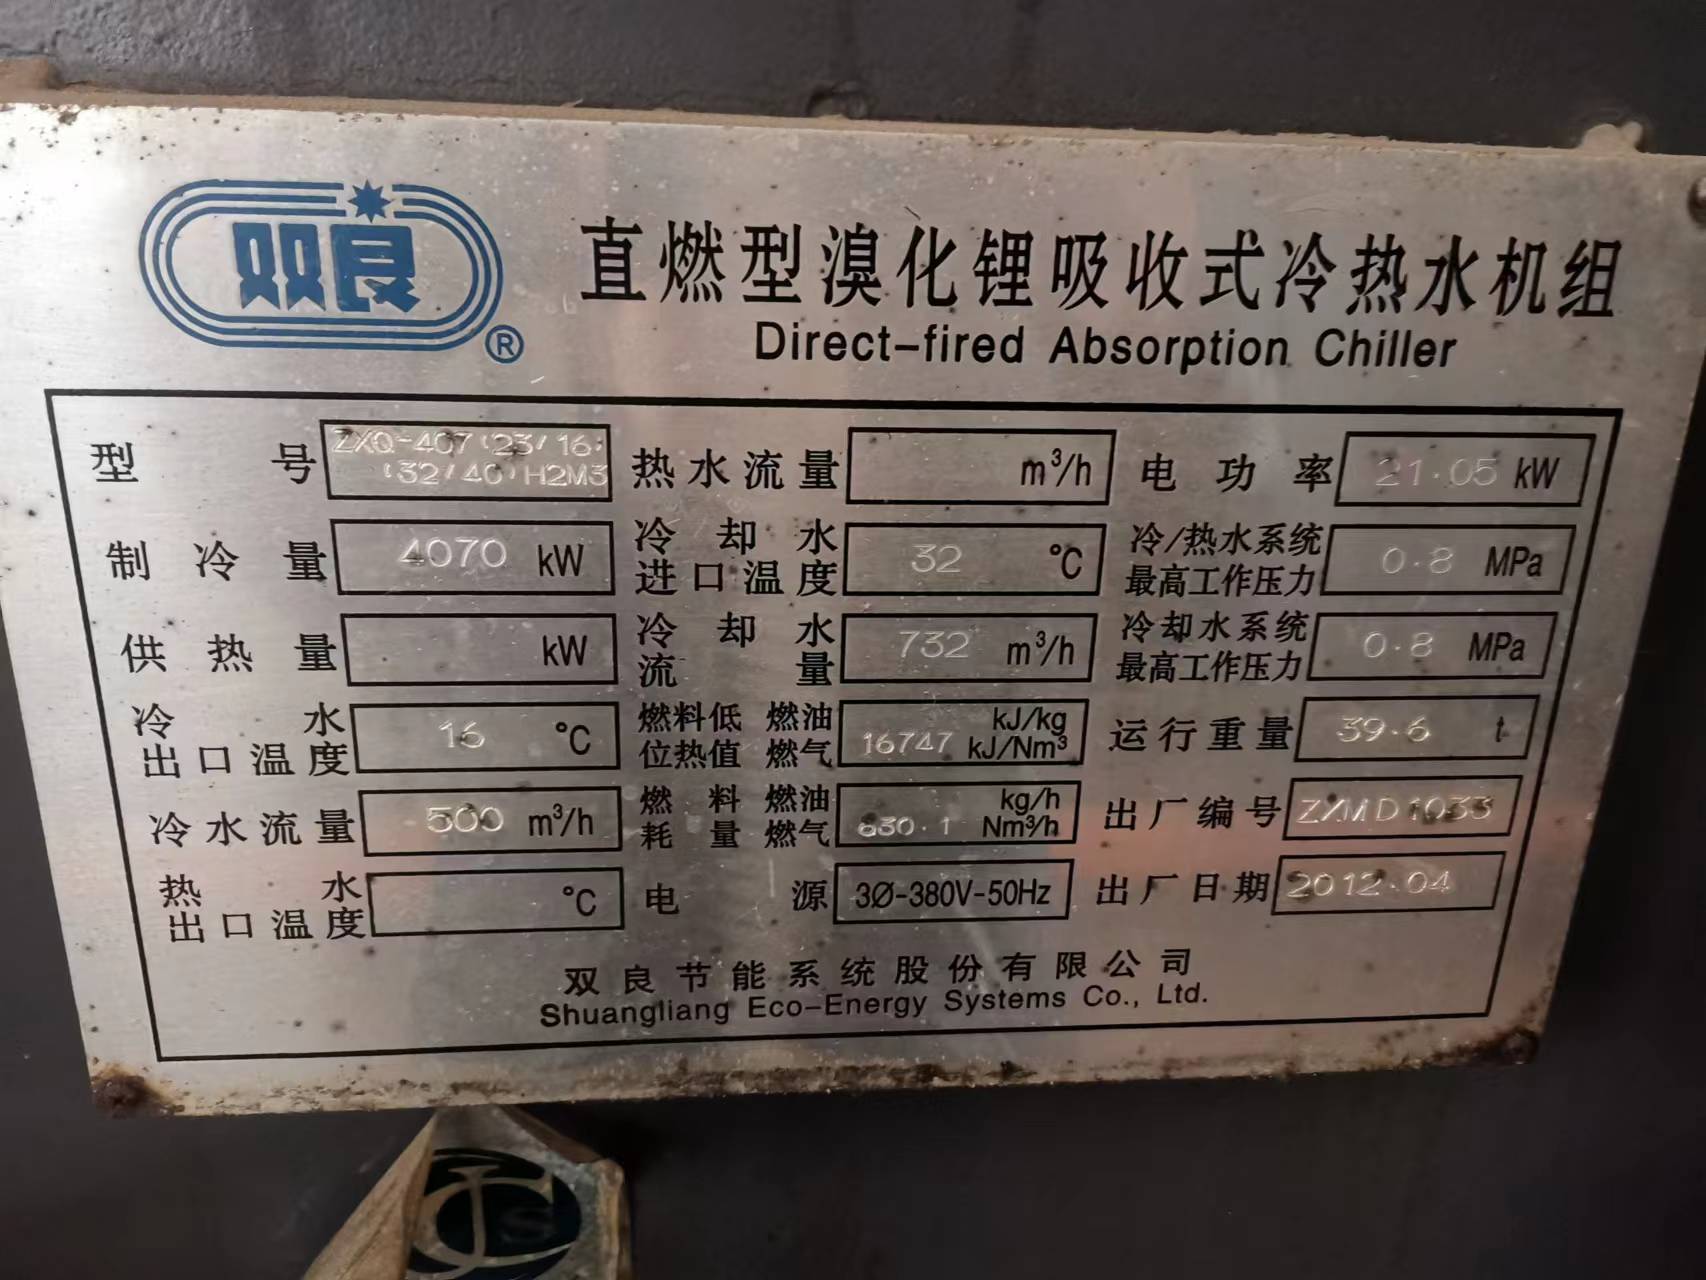 双良®
直燃型溴化锂吸收式冷热水机组
Direct-fired Absorption Chiller
型号 ZXQ-407(23/16)(32/40)H2M3 热水流量 m³/h 电功率 21.05 kW
制冷量 4070 kW 冷却水进口温度 32 ℃ 冷/热水系统最高工作压力 0.8 MPa
供热量 kW 冷却水流量 732 m³/h 冷却水系统最高工作压力 0.8 MPa
冷水出口温度 16 ℃ 燃料低位热值 燃油 kJ/kg 燃气 16747 kJ/Nm³ 运行重量 39.6 t
冷水流量 500 m³/h 燃料耗量 燃油 kg/h 燃气 630.1 Nm³/h 出厂编号 ZXMD1033
热水出口温度 ℃ 电源 3Ø-380V-50Hz 出厂日期 2012.04
双良节能系统股份有限公司
Shuangliang Eco-Energy Systems Co., Ltd.